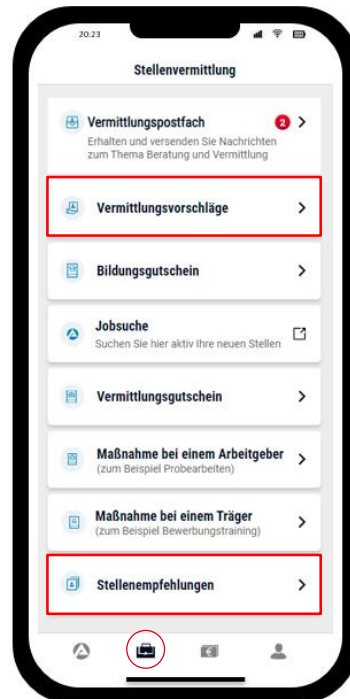 20:23
Stellenvermittlung
Vermittlungspostfach 2
Erhalten und versenden Sie Nachrichten
zum Thema Beratung und Vermittlung
Vermittlungsvorschläge
Bildungsgutschein
Jobsuche
Suchen Sie hier aktiv Ihre neuen Stellen
Vermittlungsgutschein
Maßnahme bei einem Arbeitgeber
(zum Beispiel Probearbeiten)
Maßnahme bei einem Träger
(zum Beispiel Bewerbungstraining)
Stellenempfehlungen